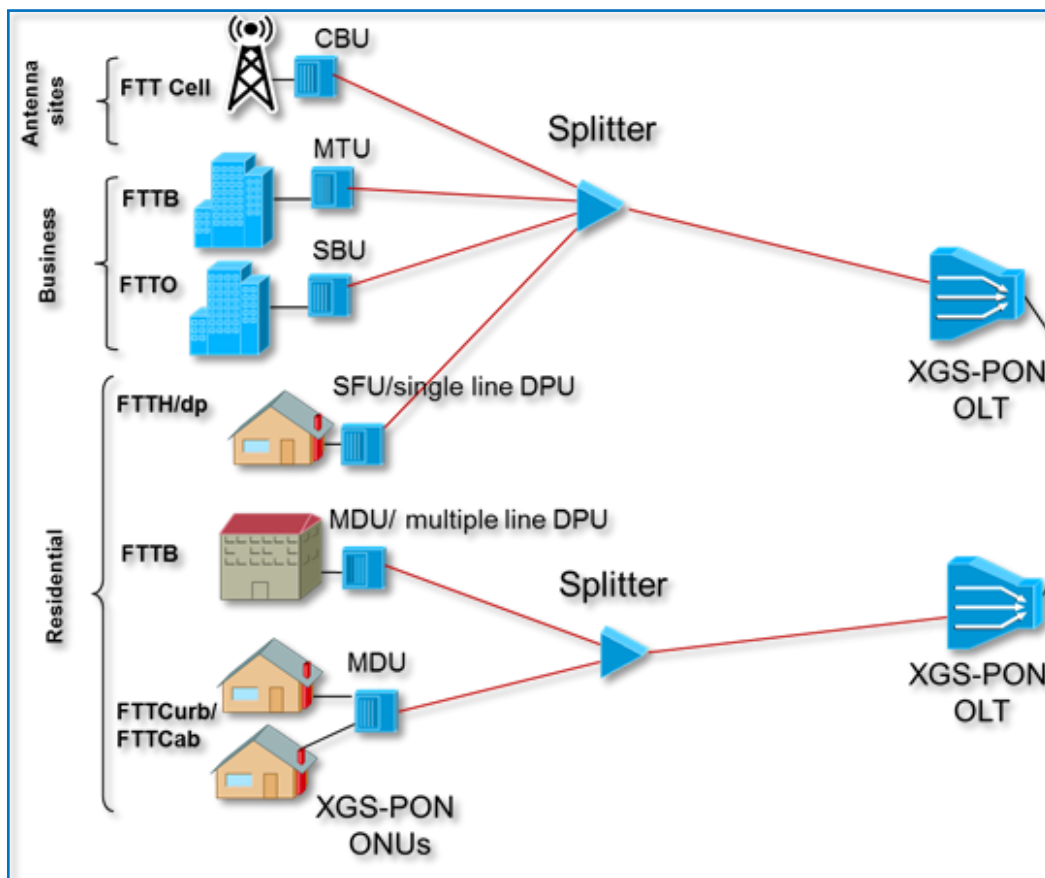 CBU
Antenna
sites
FTT Cell
Splitter
MTU
FTTB
Business
SBU
FTTO
XGS-PON
OLT
SFU/single line DPU
FTTH/dp
MDU/ multiple line DPU
FTTB
Residential
Splitter
MDU
XGS-PON
OLT
FTTCurb/
FTTCab
XGS-PON
ONUs